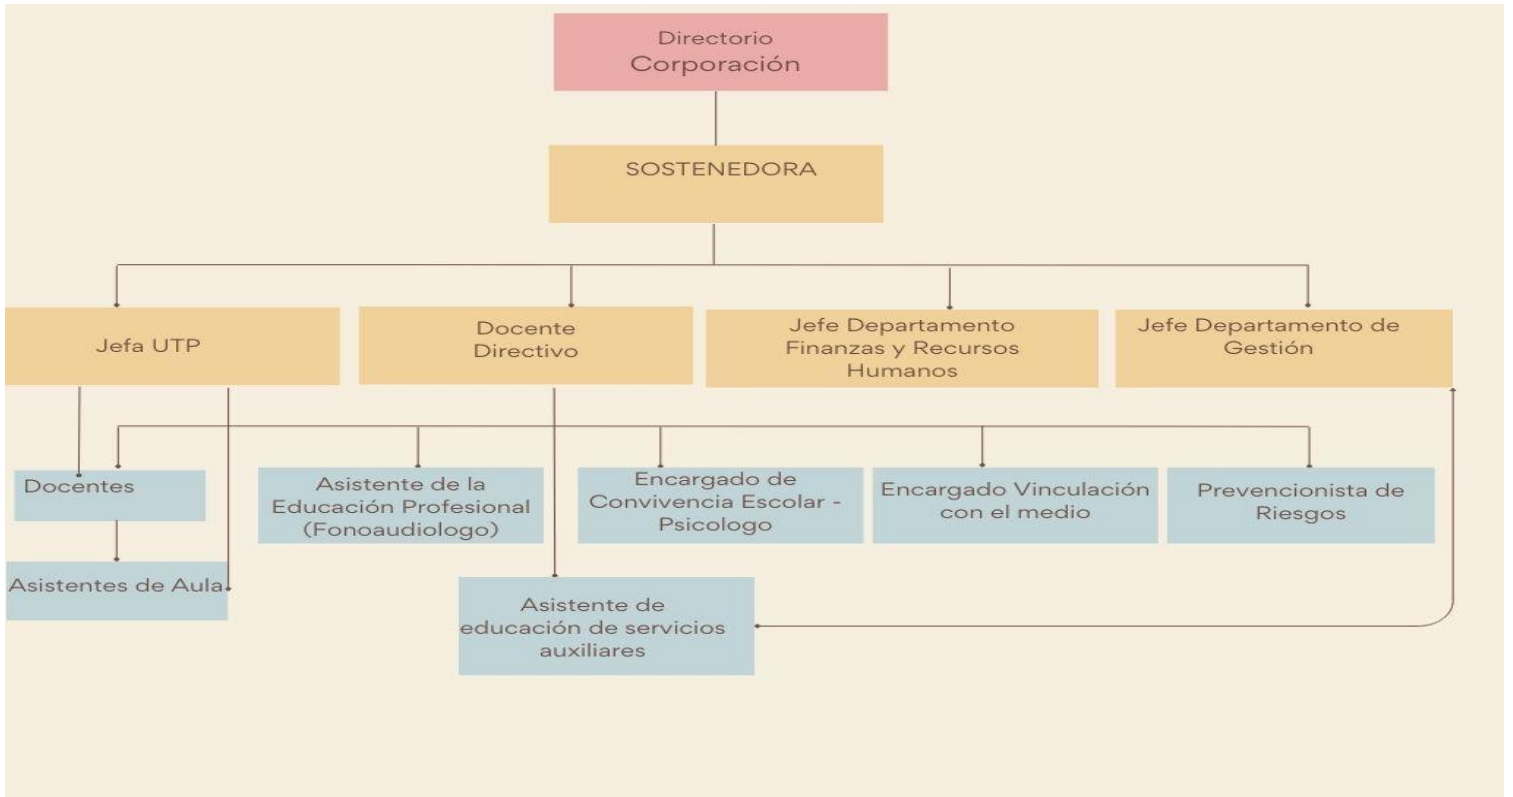 Directorio
Corporación
SOSTENEDORA
Jefa UTP
Docente
Directivo
Jefe Departamento
Finanzas y Recursos
Humanos
Jefe Departamento de
Gestión
Docentes
Asistente de la
Educación Profesional
(Fonoaudiologo)
Encargado de
Convivencia Escolar -
Psicologo
Encargado Vinculación
con el medio
Prevencionista de
Riesgos
Asistentes de Aula
Asistente de
educación de servicios
auxiliares